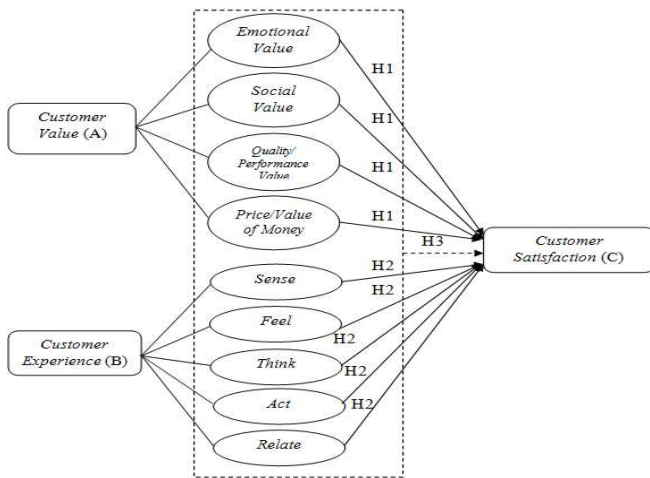 Emotional
Value
H1
Social
Value
H1
Customer
Value (A)
Quality/
Performance
Value
H1
Price/Value
of Money
H1
H3
Customer
Satisfaction (C)
Sense
H2
H2
Feel
H2
Customer
Experience (B)
Think
H2
Act
H2
Relate